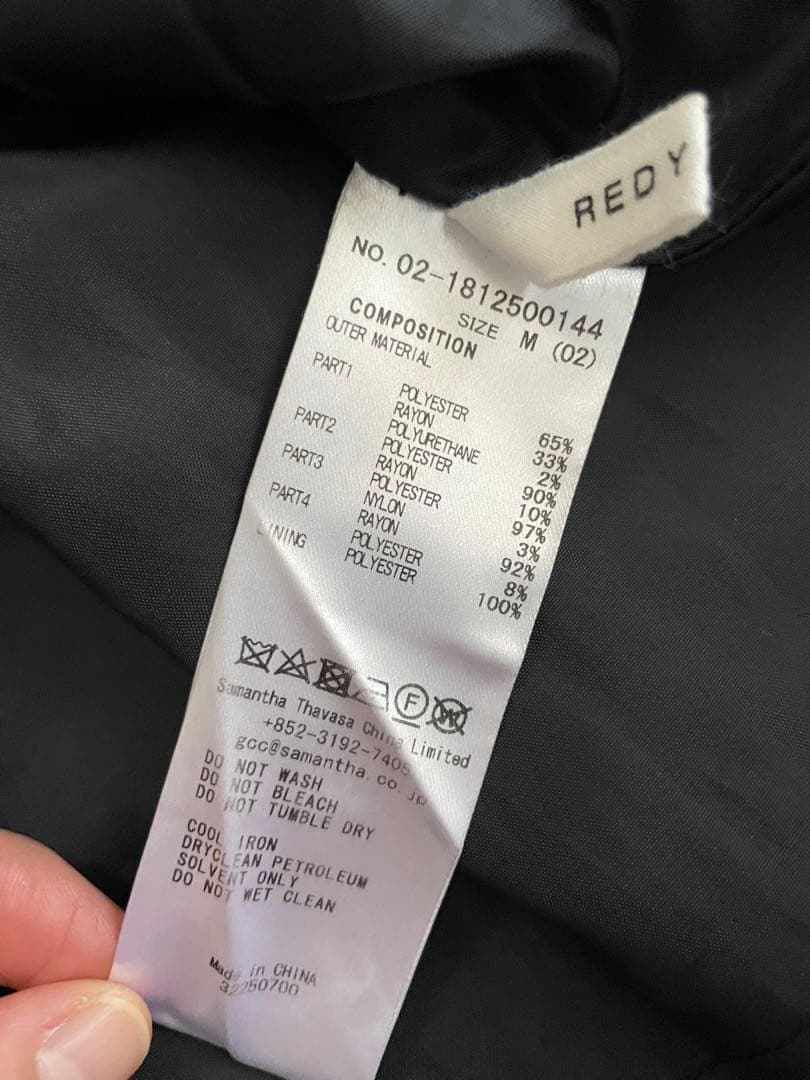 REDY
NO. 02-1812500144
SIZE M (02)
COMPOSITION
OUTER MATERIAL
PART1 POLYESTER 65%
RAYON 33%
POLYURETHANE 2%
PART2 POLYESTER 90%
RAYON 10%
PART3 POLYESTER 97%
NYLON 3%
PART4 RAYON 92%
POLYESTER 8%
LINING POLYESTER 100%
F W
Samantha Thavasa China Limited
+852-3192-7405
gcc@samantha.co.jp
DO NOT WASH
DO NOT BLEACH
DO NOT TUMBLE DRY
COOL IRON
DRYCLEAN PETROLEUM
SOLVENT ONLY
DO NOT WET CLEAN
Made in CHINA
32250700